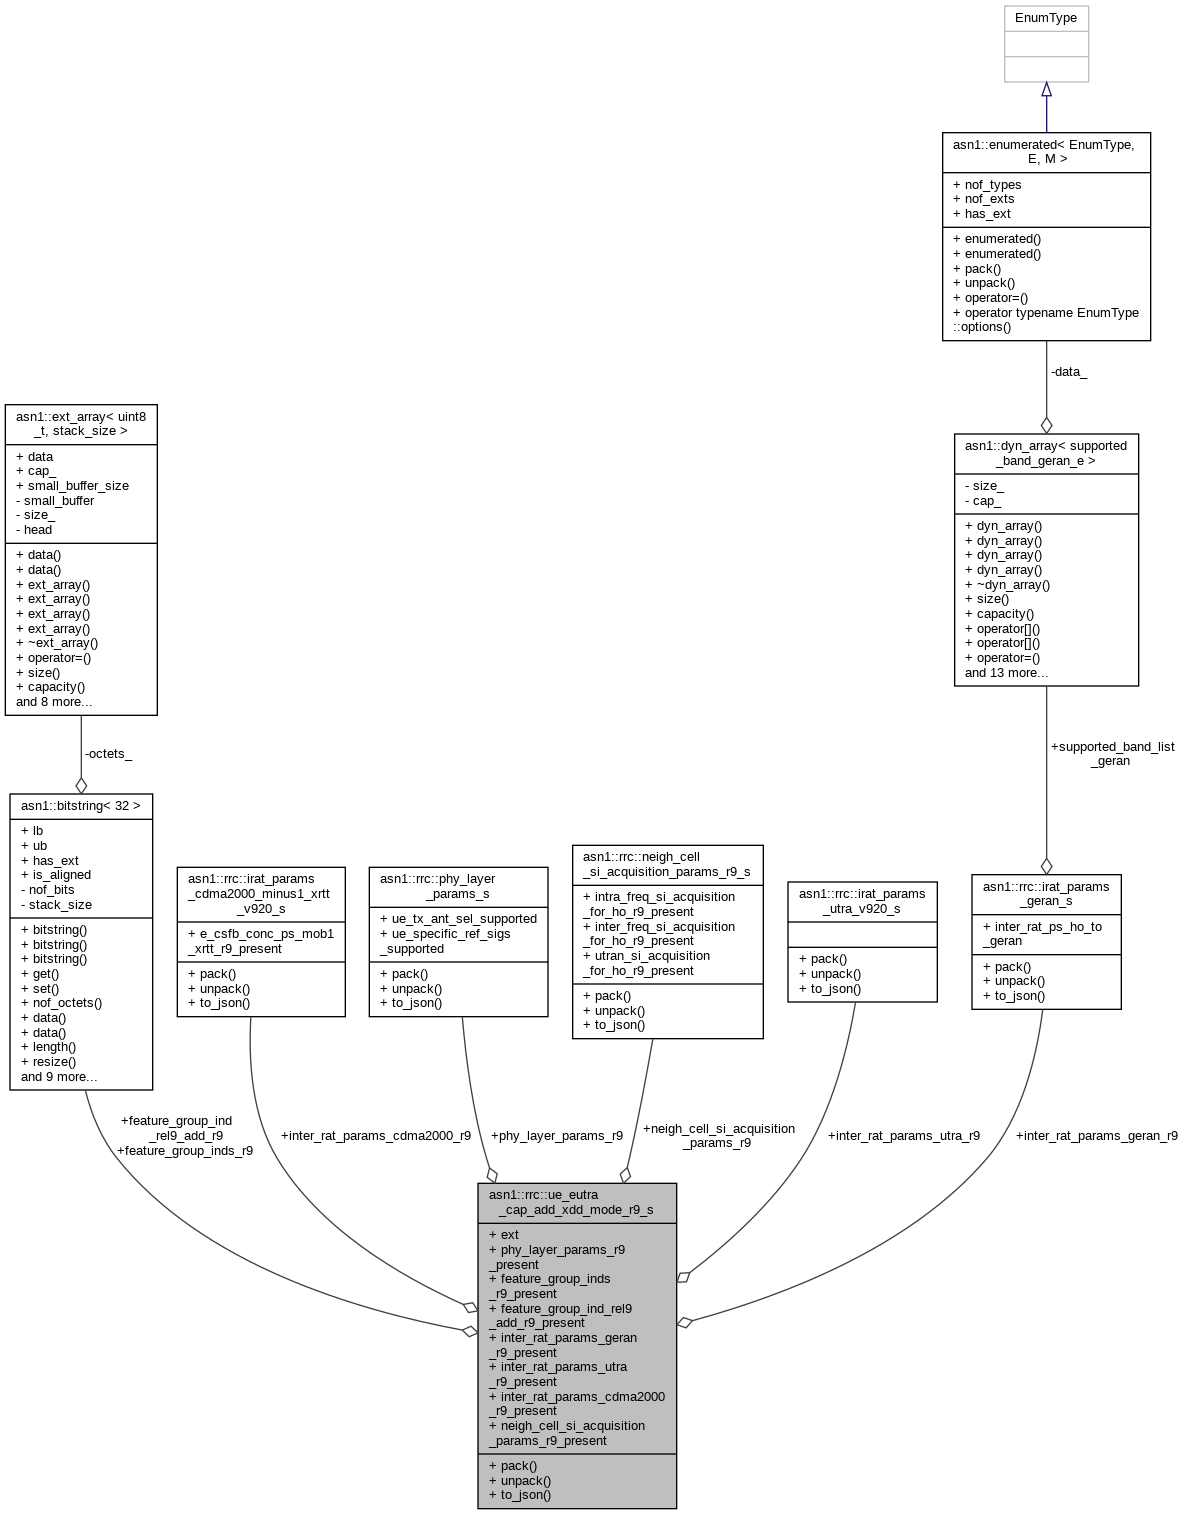 EnumType
asn1::enumerated< EnumType,
E, M >
+ nof_types
+ nof_exts
+ has_ext
+ enumerated()
+ enumerated()
+ pack()
+ unpack()
+ operator=()
+ operator typename EnumType
::options()
-data_
asn1::ext_array< uint8
_t, stack_size >
+ data
+ cap_
+ small_buffer_size
- small_buffer
- size_
- head
+ data()
+ data()
+ ext_array()
+ ext_array()
+ ext_array()
+ ext_array()
+ ~ext_array()
+ operator=()
+ size()
+ capacity()
and 8 more...
asn1::dyn_array< supported
_band_geran_e >
- size_
- cap_
+ dyn_array()
+ dyn_array()
+ dyn_array()
+ dyn_array()
+ ~dyn_array()
+ size()
+ capacity()
+ operator[]()
+ operator[]()
+ operator=()
and 13 more...
-octets_
+supported_band_list
_geran
asn1::bitstring< 32 >
+ lb
+ ub
+ has_ext
+ is_aligned
- nof_bits
- stack_size
+ bitstring()
+ bitstring()
+ bitstring()
+ get()
+ set()
+ nof_octets()
+ data()
+ data()
+ length()
+ resize()
and 9 more...
asn1::rrc::irat_params
_cdma2000_minus1_xrtt
_v920_s
+ e_csfb_conc_ps_mob1
_xrtt_r9_present
+ pack()
+ unpack()
+ to_json()
asn1::rrc::phy_layer
_params_s
+ ue_tx_ant_sel_supported
+ ue_specific_ref_sigs
_supported
+ pack()
+ unpack()
+ to_json()
asn1::rrc::neigh_cell
_si_acquisition_params_r9_s
+ intra_freq_si_acquisition
_for_ho_r9_present
+ inter_freq_si_acquisition
_for_ho_r9_present
+ utran_si_acquisition
_for_ho_r9_present
+ pack()
+ unpack()
+ to_json()
asn1::rrc::irat_params
_utra_v920_s
+ pack()
+ unpack()
+ to_json()
asn1::rrc::irat_params
_geran_s
+ inter_rat_ps_ho_to
_geran
+ pack()
+ unpack()
+ to_json()
+feature_group_ind
_rel9_add_r9
+feature_group_inds_r9
+inter_rat_params_cdma2000_r9
+phy_layer_params_r9
+neigh_cell_si_acquisition
_params_r9
+inter_rat_params_utra_r9
+inter_rat_params_geran_r9
asn1::rrc::ue_eutra
_cap_add_xdd_mode_r9_s
+ ext
+ phy_layer_params_r9
_present
+ feature_group_inds
_r9_present
+ feature_group_ind_rel9
_add_r9_present
+ inter_rat_params_geran
_r9_present
+ inter_rat_params_utra
_r9_present
+ inter_rat_params_cdma2000
_r9_present
+ neigh_cell_si_acquisition
_params_r9_present
+ pack()
+ unpack()
+ to_json()